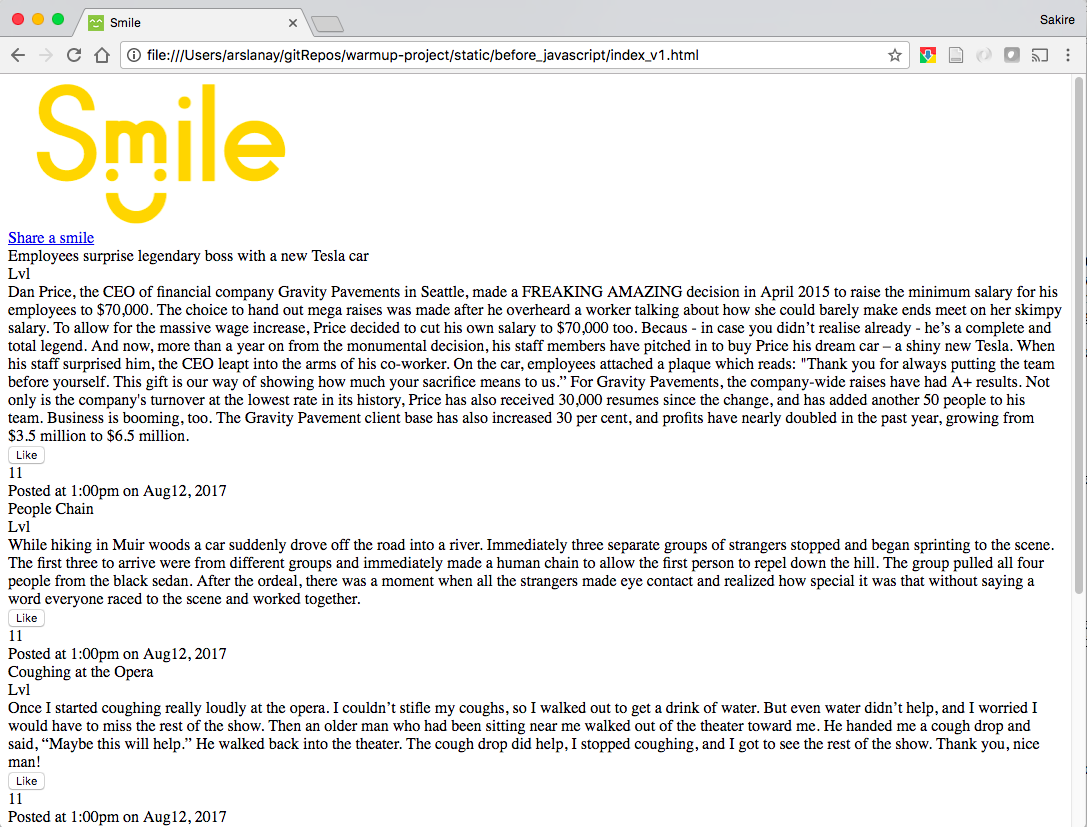 Smile
Sakire
file:///Users/arslanay/gitRepos/warmup-project/static/before_javascript/index_v1.html
Smile
Share a smile
Employees surprise legendary boss with a new Tesla car
Lvl
Dan Price, the CEO of financial company Gravity Pavements in Seattle, made a FREAKING AMAZING decision in April 2015 to raise the minimum salary for his
employees to $70,000. The choice to hand out mega raises was made after he overheard a worker talking about how she could barely make ends meet on her skimpy
salary. To allow for the massive wage increase, Price decided to cut his own salary to $70,000 too. Becaus - in case you didn’t realise already - he’s a complete and
total legend. And now, more than a year on from the monumental decision, his staff members have pitched in to buy Price his dream car – a shiny new Tesla. When
his staff surprised him, the CEO leapt into the arms of his co-worker. On the car, employees attached a plaque which reads: "Thank you for always putting the team
before yourself. This gift is our way of showing how much your sacrifice means to us.” For Gravity Pavements, the company-wide raises have had A+ results. Not
only is the company's turnover at the lowest rate in its history, Price has also received 30,000 resumes since the change, and has added another 50 people to his
team. Business is booming, too. The Gravity Pavement client base has also increased 30 per cent, and profits have nearly doubled in the past year, growing from
$3.5 million to $6.5 million.
Like
11
Posted at 1:00pm on Aug12, 2017
People Chain
Lvl
While hiking in Muir woods a car suddenly drove off the road into a river. Immediately three separate groups of strangers stopped and began sprinting to the scene.
The first three to arrive were from different groups and immediately made a human chain to allow the first person to repel down the hill. The group pulled all four
people from the black sedan. After the ordeal, there was a moment when all the strangers made eye contact and realized how special it was that without saying a
word everyone raced to the scene and worked together.
Like
11
Posted at 1:00pm on Aug12, 2017
Coughing at the Opera
Lvl
Once I started coughing really loudly at the opera. I couldn’t stifle my coughs, so I walked out to get a drink of water. But even water didn’t help, and I worried I
would have to miss the rest of the show. Then an older man who had been sitting near me walked out of the theater toward me. He handed me a cough drop and
said, “Maybe this will help.” He walked back into the theater. The cough drop did help, I stopped coughing, and I got to see the rest of the show. Thank you, nice
man!
Like
11
Posted at 1:00pm on Aug12, 2017